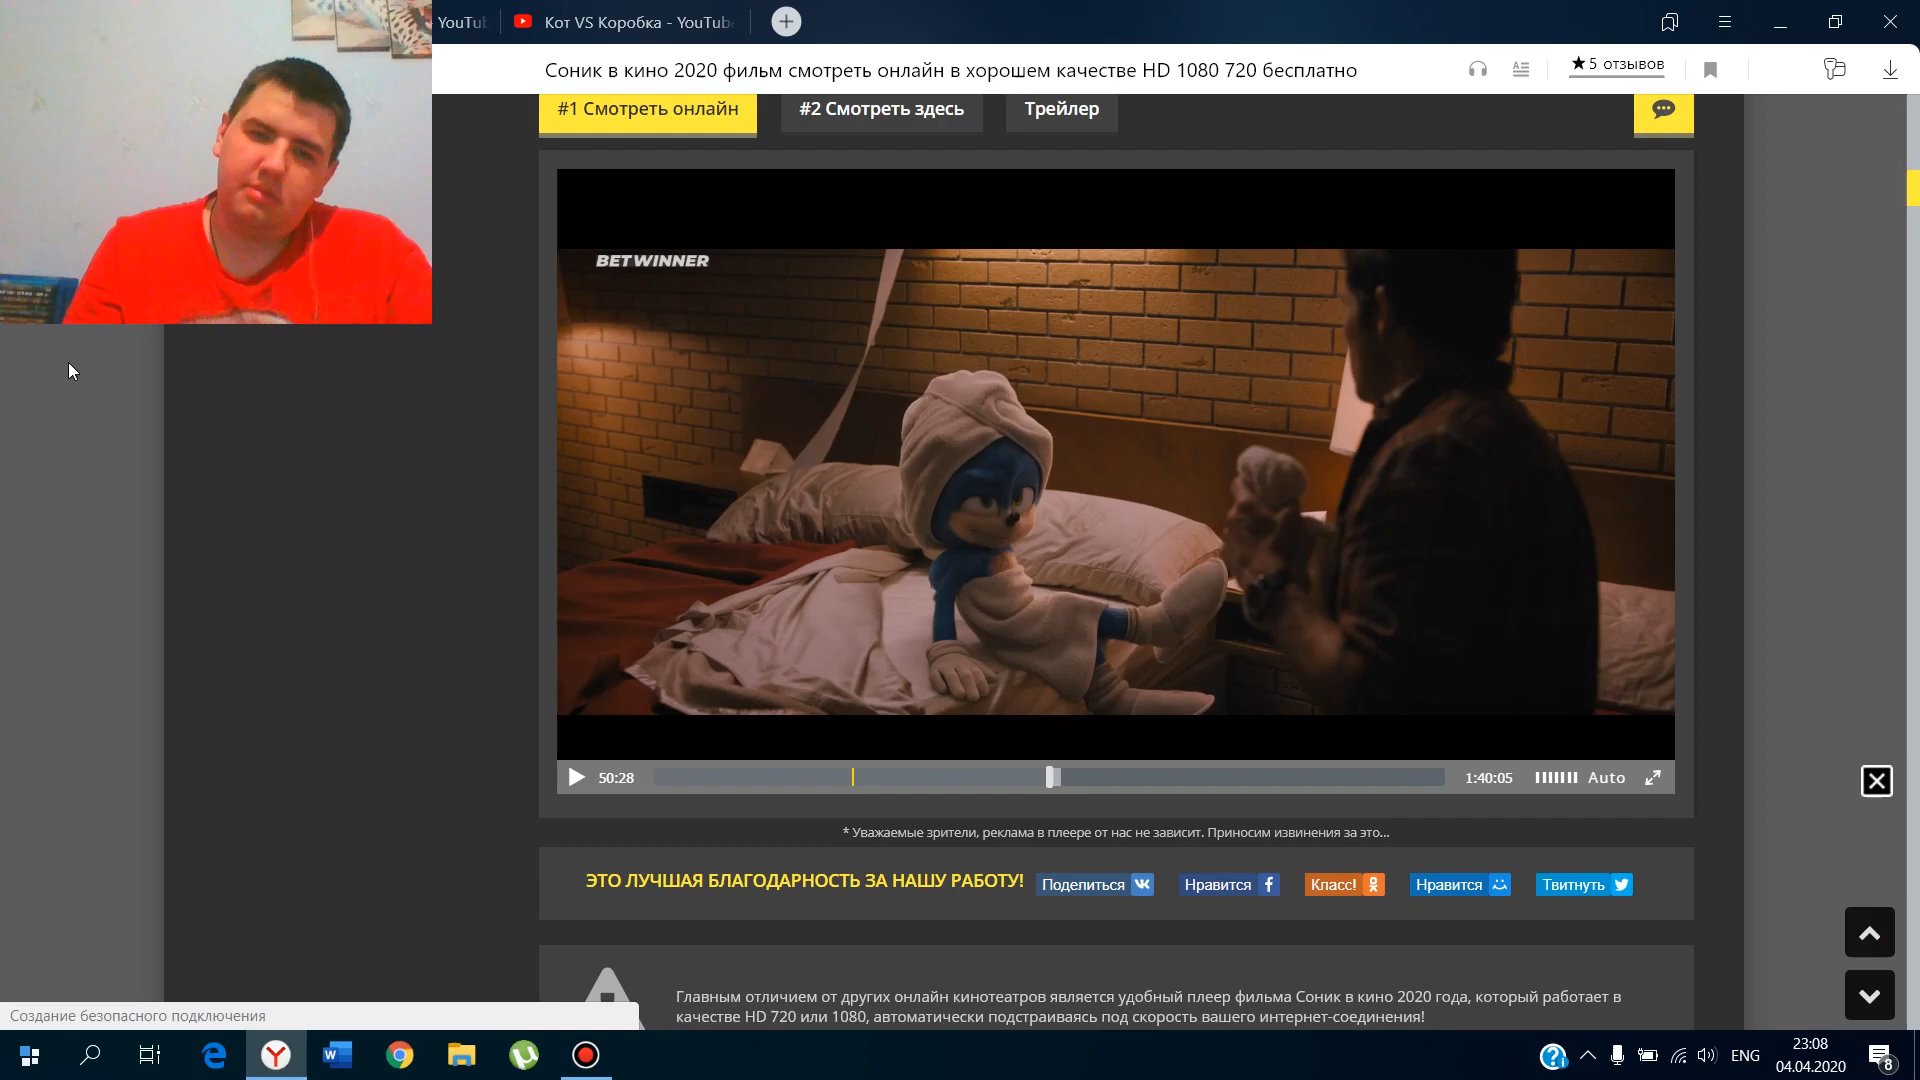 YouTu
Кот VS Коробка - YouTub
Соник в кино 2020 фильм смотреть онлайн в хорошем качестве HD 1080 720 бесплатно
★5 отзывов
#1 Смотреть онлайн
#2 Смотреть здесь
Трейлер
BETWINNER
50:28
1:40:05
Auto
* Уважаемые зрители, реклама в плеере от нас не зависит. Приносим извинения за это...
ЭТО ЛУЧШАЯ БЛАГОДАРНОСТЬ ЗА НАШУ РАБОТУ!
Поделиться
Нравится
Класс!
Нравится
Твитнуть
Главным отличием от других онлайн кинотеатров является удобный плеер фильма Соник в кино 2020 года, который работает в
качестве HD 720 или 1080, автоматически подстраиваясь под скорость вашего интернет-соединения!
Создание безопасного подключения
ENG
23:08
04.04.2020
8